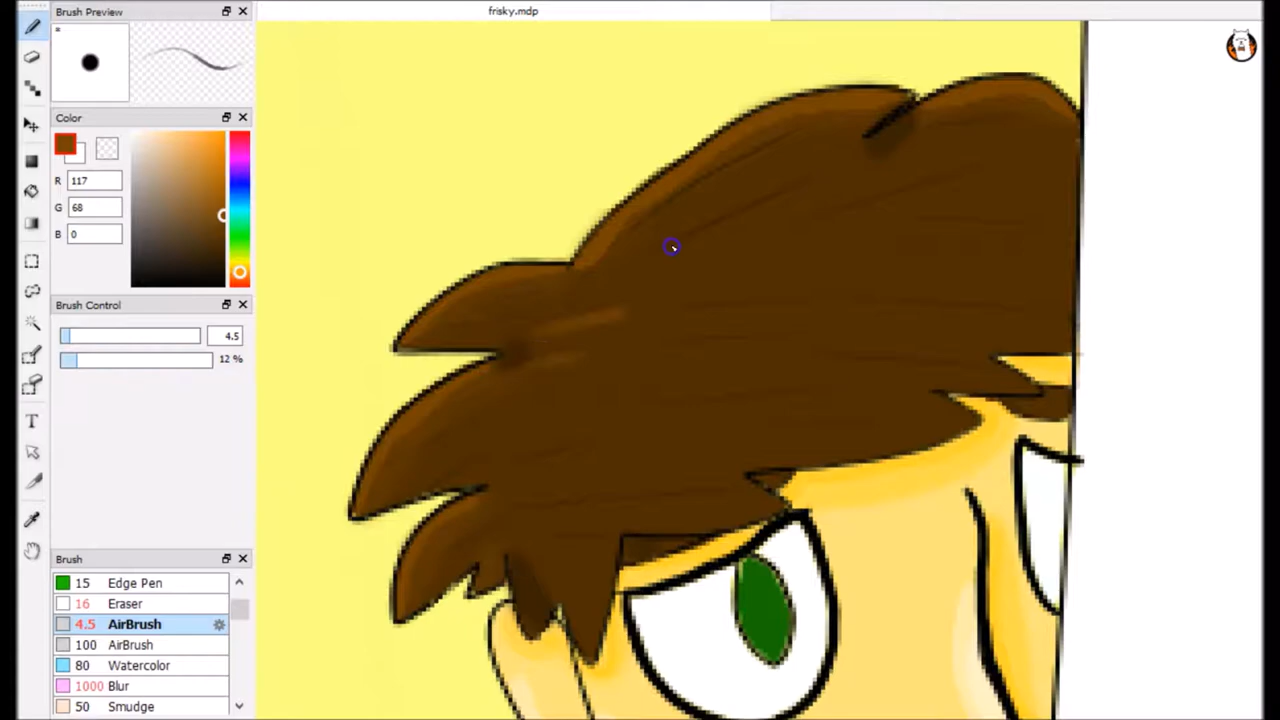 Brush Preview
frisky.mdp
Color
R 117
G 68
B 0
Brush Control
4.5
12 %
Brush
15 Edge Pen
16 Eraser
4.5 AirBrush
100 AirBrush
80 Watercolor
1000 Blur
50 Smudge
T